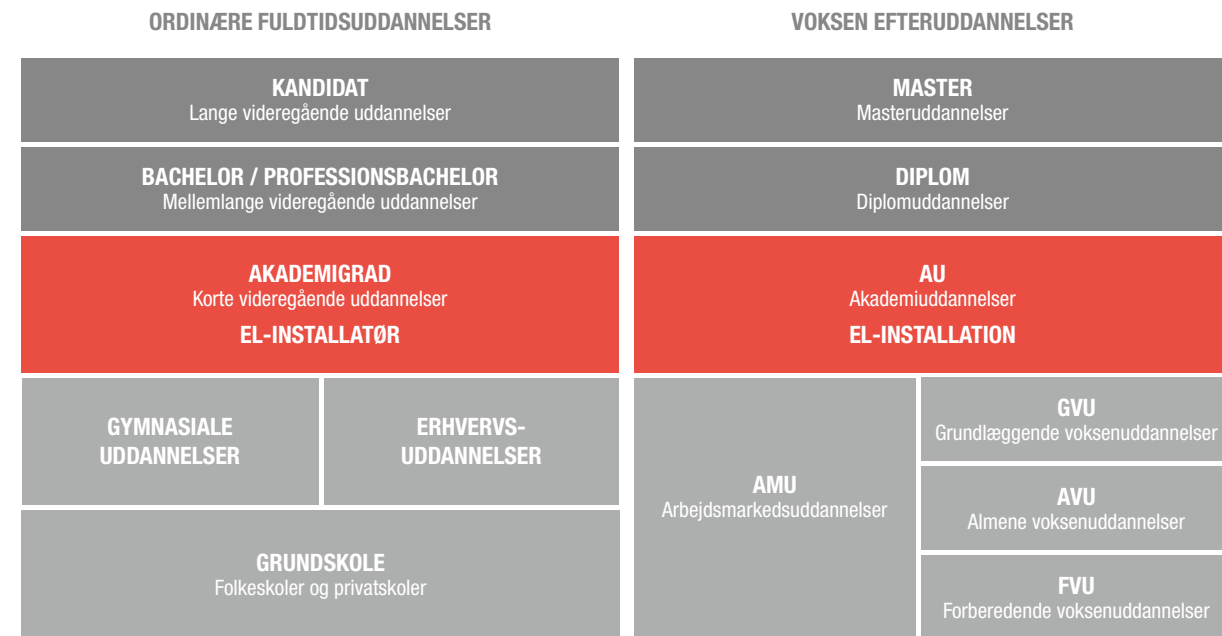 ORDINÆRE FULDTIDSUDDANNELSER
VOKSEN EFTERUDDANNELSER
KANDIDAT
Lange videregående uddannelser
MASTER
Masteruddannelser
BACHELOR / PROFESSIONSBACHELOR
Mellemlange videregående uddannelser
DIPLOM
Diplomuddannelser
AKADEMIGRAD
Korte videregående uddannelser
EL-INSTALLATØR
AU
Akademiuddannelser
EL-INSTALLATION
GYMNASIALE
UDDANNELSER
ERHVERVS-
UDDANNELSER
GRUNDSKOLE
Folkeskoler og privatskoler
AMU
Arbejdsmarkedsuddannelser
GVU
Grundlæggende voksenuddannelser
AVU
Almene voksenuddannelser
FVU
Forberedende voksenuddannelser